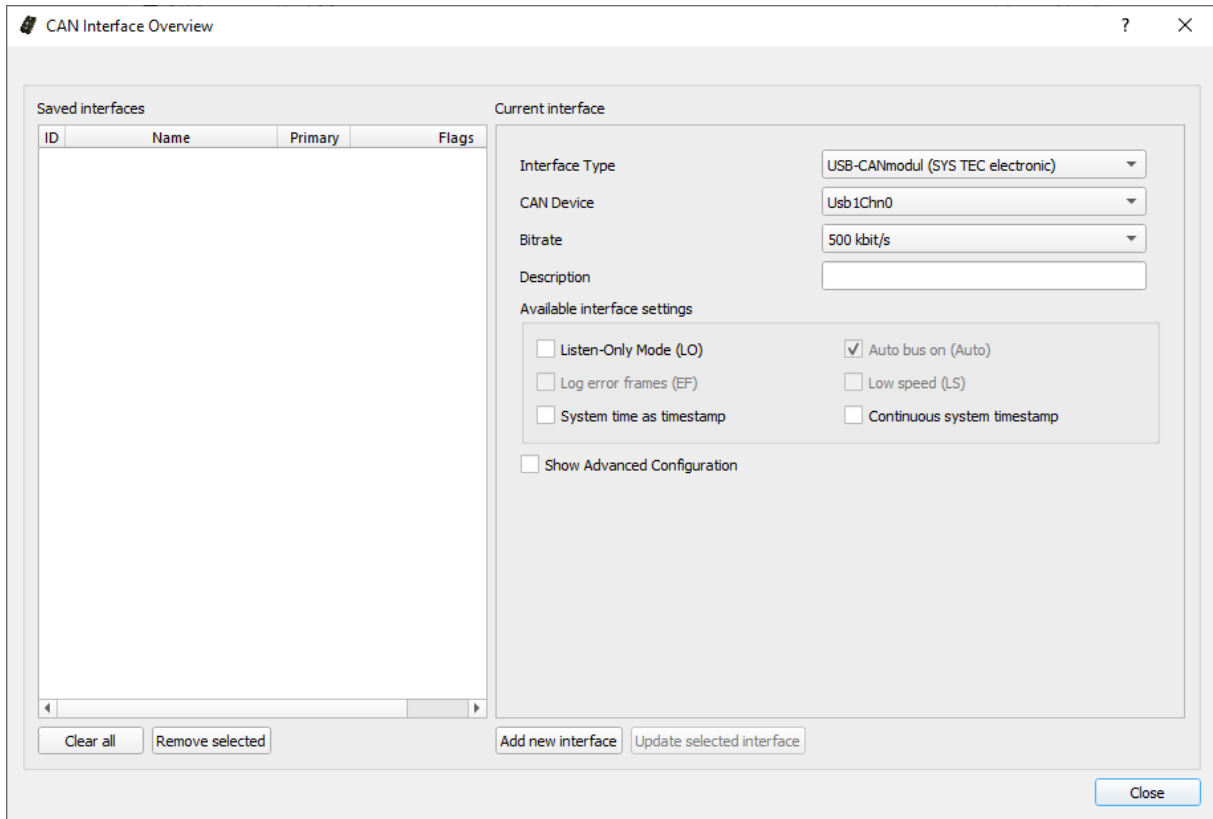 CAN Interface Overview
?
Saved interfaces
Current interface
ID Name Primary Flags
Interface Type USB-CANmodul (SYS TEC electronic)
CAN Device Usb1Chn0
Bitrate 500 kbit/s
Description
Available interface settings
Listen-Only Mode (LO) Auto bus on (Auto)
Log error frames (EF) Low speed (LS)
System time as timestamp Continuous system timestamp
Show Advanced Configuration
Clear all Remove selected Add new interface Update selected interface
Close